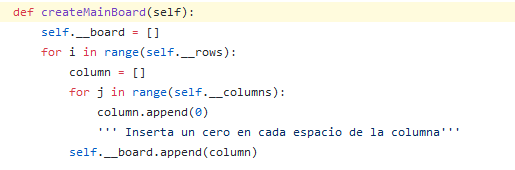 def createMainBoard(self):
    self.__board = []
    for i in range(self.__rows):
        column = []
        for j in range(self.__columns):
            column.append(0)
            ''' Inserta un cero en cada espacio de la columna'''
        self.__board.append(column)